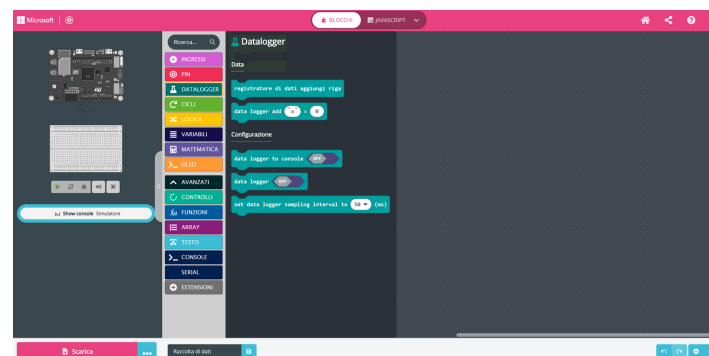 Microsoft
BLOCCHI
JAVASCRIPT
Ricerca...
INGRESSI
PIN
DATALOGGER
CICLI
LOGICA
VARIABILI
MATEMATICA
OLED
AVANZATI
CONTROLLI
FUNZIONI
ARRAY
TESTO
CONSOLE
SERIAL
ESTENSIONI
Datalogger
Data
registratore di dati aggiungi riga
data logger add "x" = 0
Configurazione
data logger to console OFF
data logger OFF
set data logger sampling interval to 50 (ms)
Show console Simulatore
Scarica
Raccolta di dati